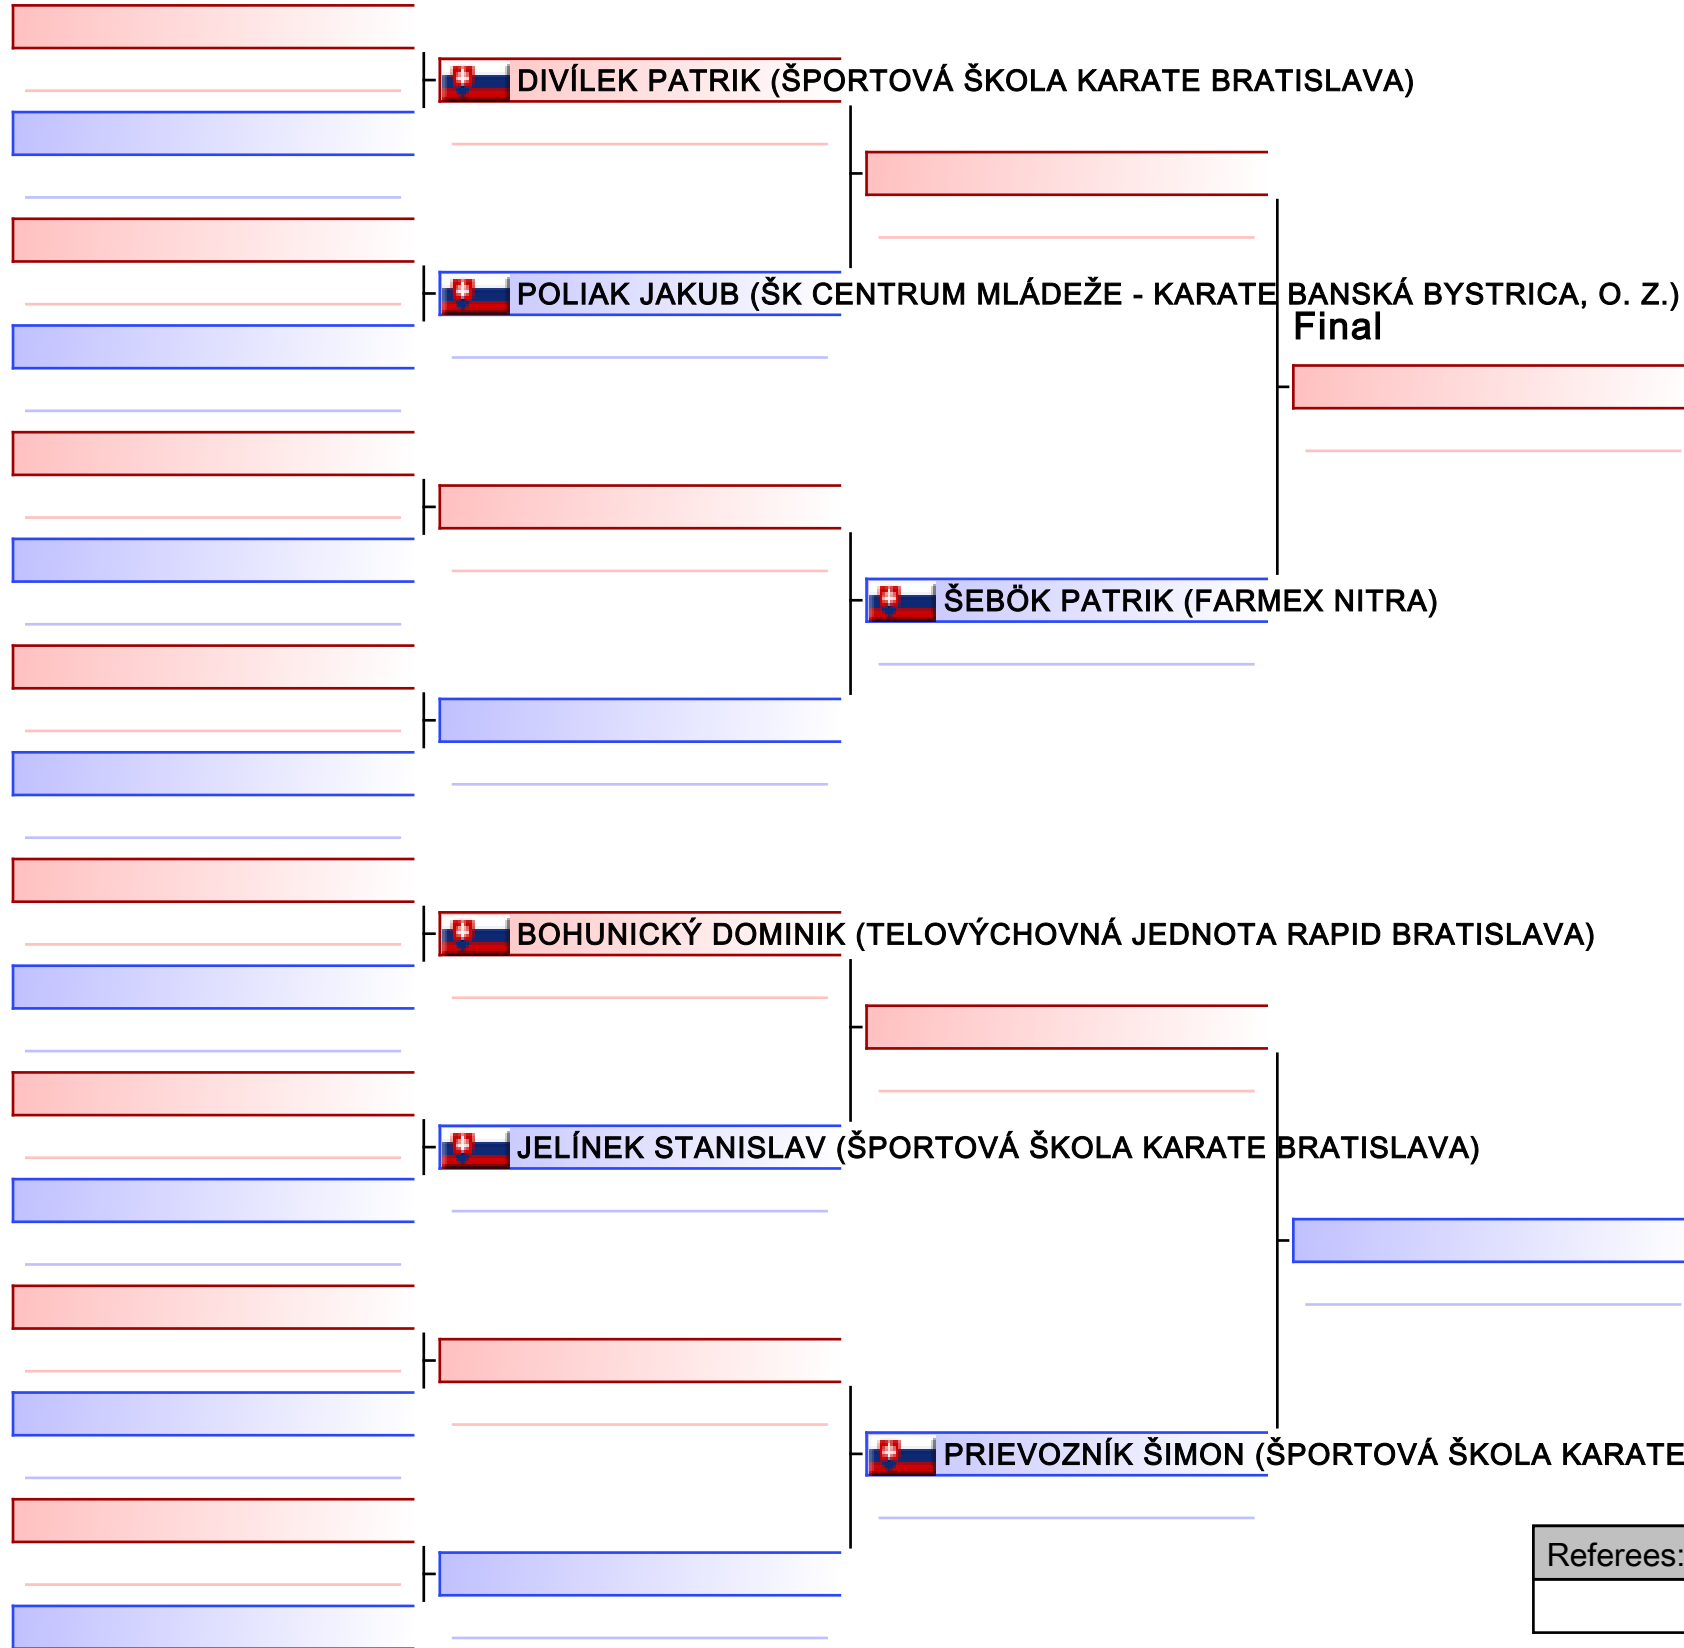 DIVÍLEK PATRIK (ŠPORTOVÁ ŠKOLA KARATE BRATISLAVA)
POLIAK JAKUB (ŠK CENTRUM MLÁDEŽE - KARATE BANSKÁ BYSTRICA, O. Z.)
Final
ŠEBÖK PATRIK (FARMEX NITRA)
BOHUNICKÝ DOMINIK (TELOVÝCHOVNÁ JEDNOTA RAPID BRATISLAVA)
JELÍNEK STANISLAV (ŠPORTOVÁ ŠKOLA KARATE BRATISLAVA)
PRIEVOZNÍK ŠIMON (ŠPORTOVÁ ŠKOLA KARATE
Referees: